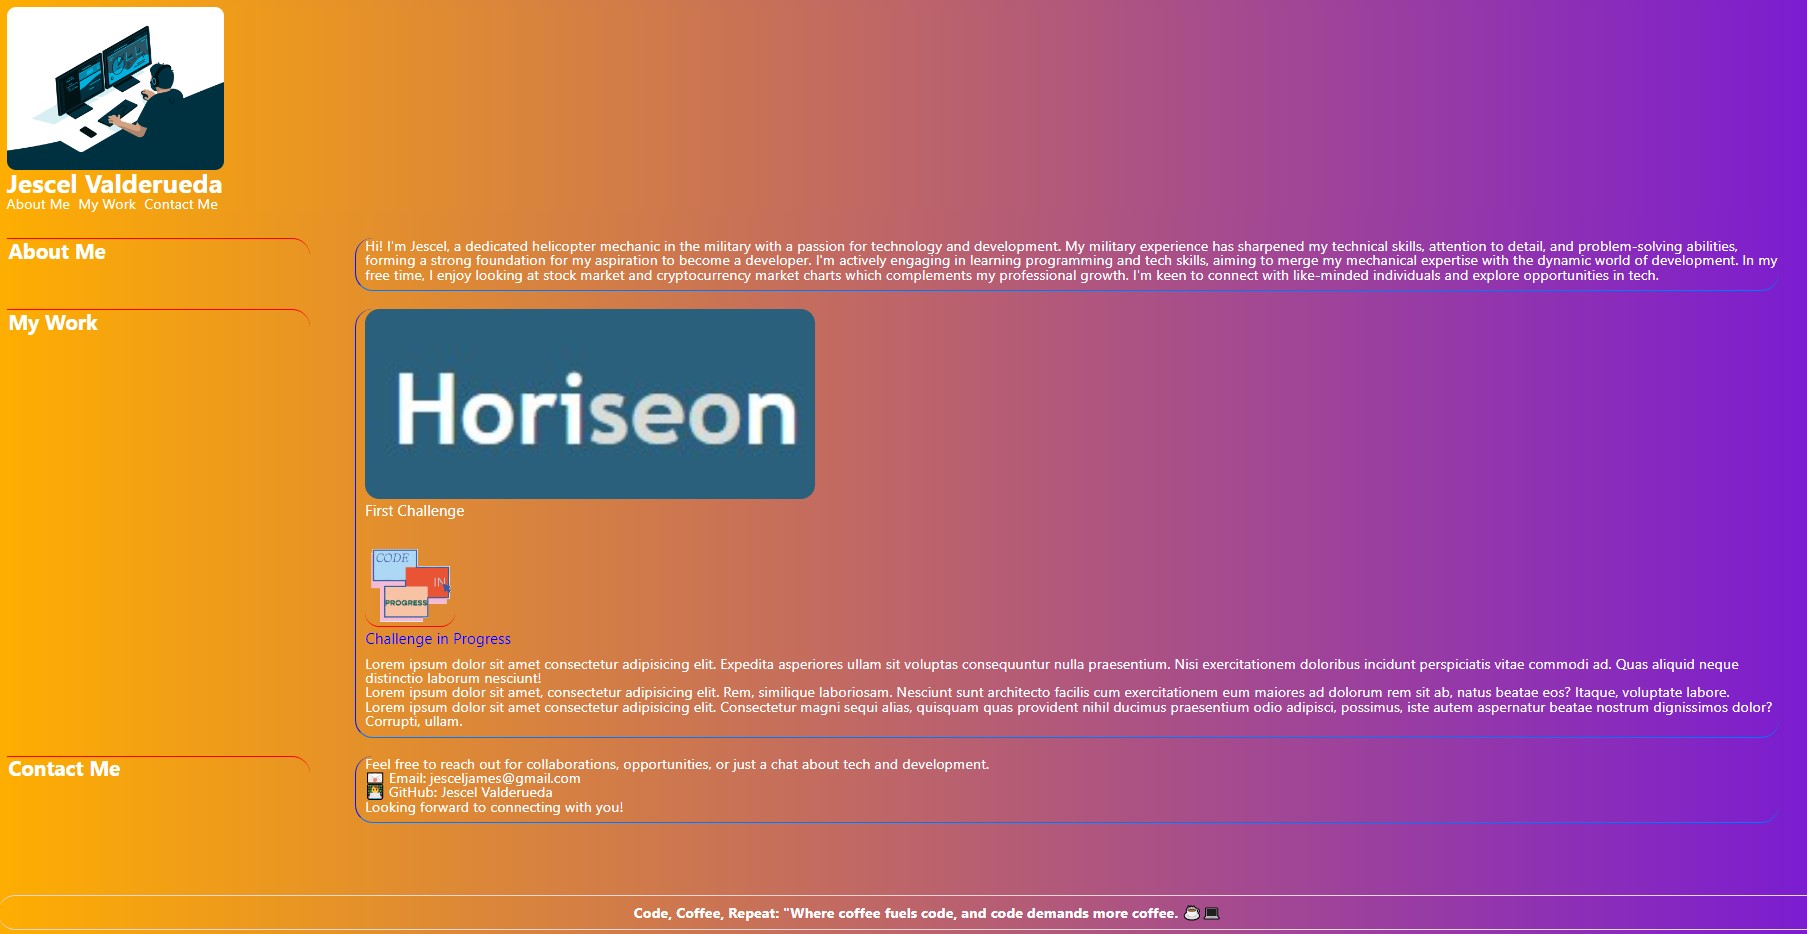 Jescel Valderueda
About Me  My Work  Contact Me
About Me
Hi! I'm Jescel, a dedicated helicopter mechanic in the military with a passion for technology and development. My military experience has sharpened my technical skills, attention to detail, and problem-solving abilities,
forming a strong foundation for my aspiration to become a developer. I'm actively engaging in learning programming and tech skills, aiming to merge my mechanical expertise with the dynamic world of development. In my
free time, I enjoy looking at stock market and cryptocurrency market charts which complements my professional growth. I'm keen to connect with like-minded individuals and explore opportunities in tech.
My Work
Horiseon
First Challenge
CODE
IN
PROGRESS
Challenge in Progress
Lorem ipsum dolor sit amet consectetur adipisicing elit. Expedita asperiores ullam sit voluptas consequuntur nulla praesentium. Nisi exercitationem doloribus incidunt perspiciatis vitae commodi ad. Quas aliquid neque
distinctio laborum nesciunt!
Lorem ipsum dolor sit amet, consectetur adipisicing elit. Rem, similique laboriosam. Nesciunt sunt architecto facilis cum exercitationem eum maiores ad dolorum rem sit ab, natus beatae eos? Itaque, voluptate labore.
Lorem ipsum dolor sit amet consectetur adipisicing elit. Consectetur magni sequi alias, quisquam quas provident nihil ducimus praesentium odio adipisci, possimus, iste autem aspernatur beatae nostrum dignissimos dolor?
Corrupti, ullam.
Contact Me
Feel free to reach out for collaborations, opportunities, or just a chat about tech and development.
Email: jesceljames@gmail.com
GitHub: Jescel Valderueda
Looking forward to connecting with you!
Code, Coffee, Repeat: "Where coffee fuels code, and code demands more coffee. ☕💻